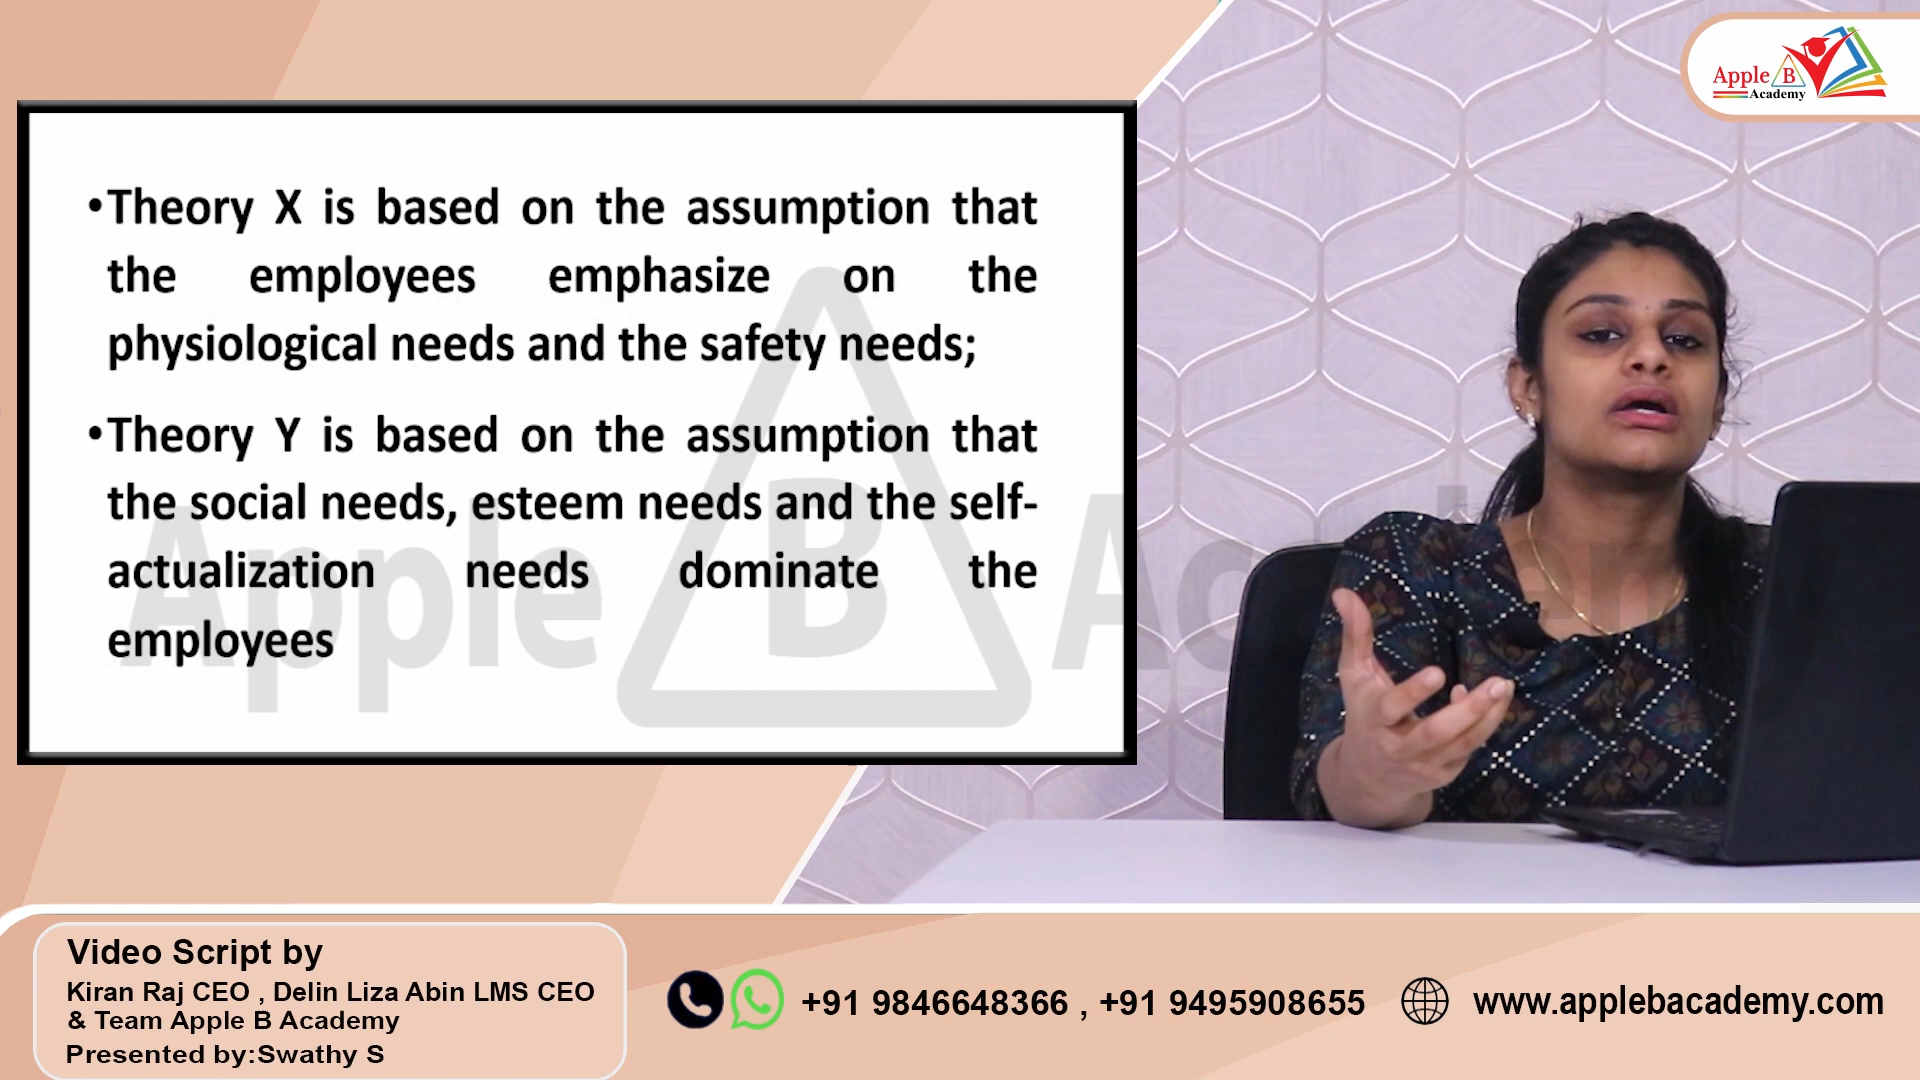 Apple B
Academy
•Theory X is based on the assumption that
the employees emphasize on the
physiological needs and the safety needs;
•Theory Y is based on the assumption that
the social needs, esteem needs and the self-
actualization needs dominate the
employees
Apple B Academy
Video Script by
Kiran Raj CEO , Delin Liza Abin LMS CEO
& Team Apple B Academy
Presented by:Swathy S
+91 9846648366 , +91 9495908655
www.applebacademy.com